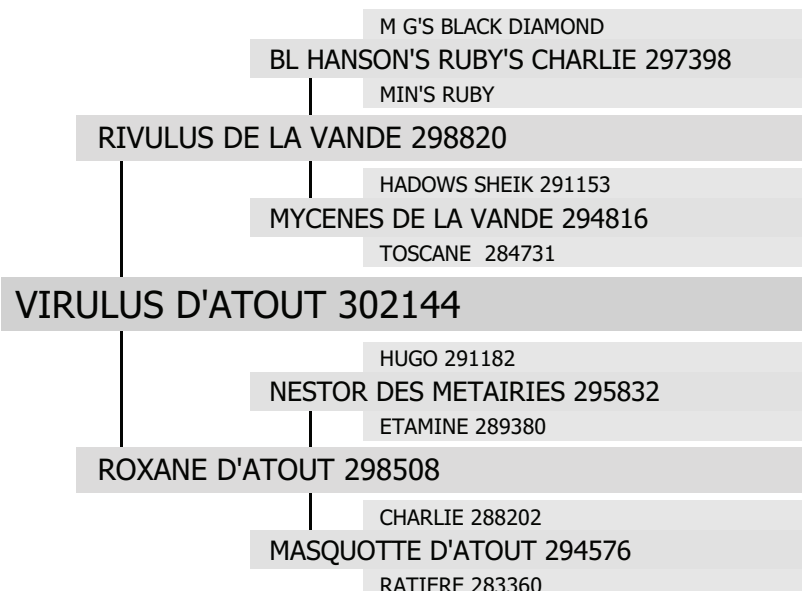 M G'S BLACK DIAMOND
BL HANSON'S RUBY'S CHARLIE 297398
MIN'S RUBY
RIVULUS DE LA VANDE 298820
HADOWS SHEIK 291153
MYCENES DE LA VANDE 294816
TOSCANE 284731
VIRULUS D'ATOUT 302144
HUGO 291182
NESTOR DES METAIRIES 295832
ETAMINE 289380
ROXANE D'ATOUT 298508
CHARLIE 288202
MASQUOTTE D'ATOUT 294576
RATIERE 283360